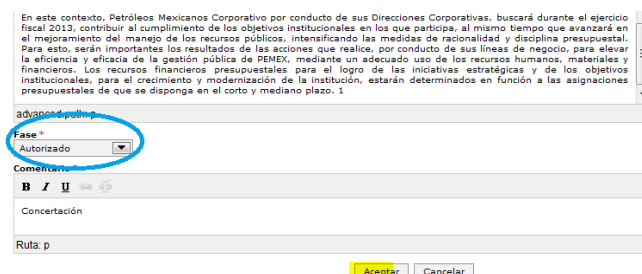 En este contexto, Petróleos Mexicanos Corporativo por conducto de sus Direcciones Corporativas, buscará durante el ejercicio
fiscal 2013, contribuir al cumplimiento de los objetivos institucionales en los que participa, al mismo tiempo que avanzará en
el mejoramiento del manejo de los recursos públicos, intensificando las medidas de racionalidad y disciplina presupuestal.
Para esto, serán importantes los resultados de las acciones que realice, por conducto de sus líneas de negocio, para elevar
la eficiencia y eficacia de la gestión pública de PEMEX, mediante un adecuado uso de los recursos humanos, materiales y
financieros. Los recursos financieros presupuestales para el logro de las iniciativas estratégicas y de los objetivos
institucionales, para el crecimiento y modernización de la institución, estarán determinados en función a las asignaciones
presupuestales de que se disponga en el corto y mediano plazo. 1
advanced.path: p
Fase *
Autorizado
Comentario *
B I U
Concertación
Ruta: p
Aceptar Cancelar